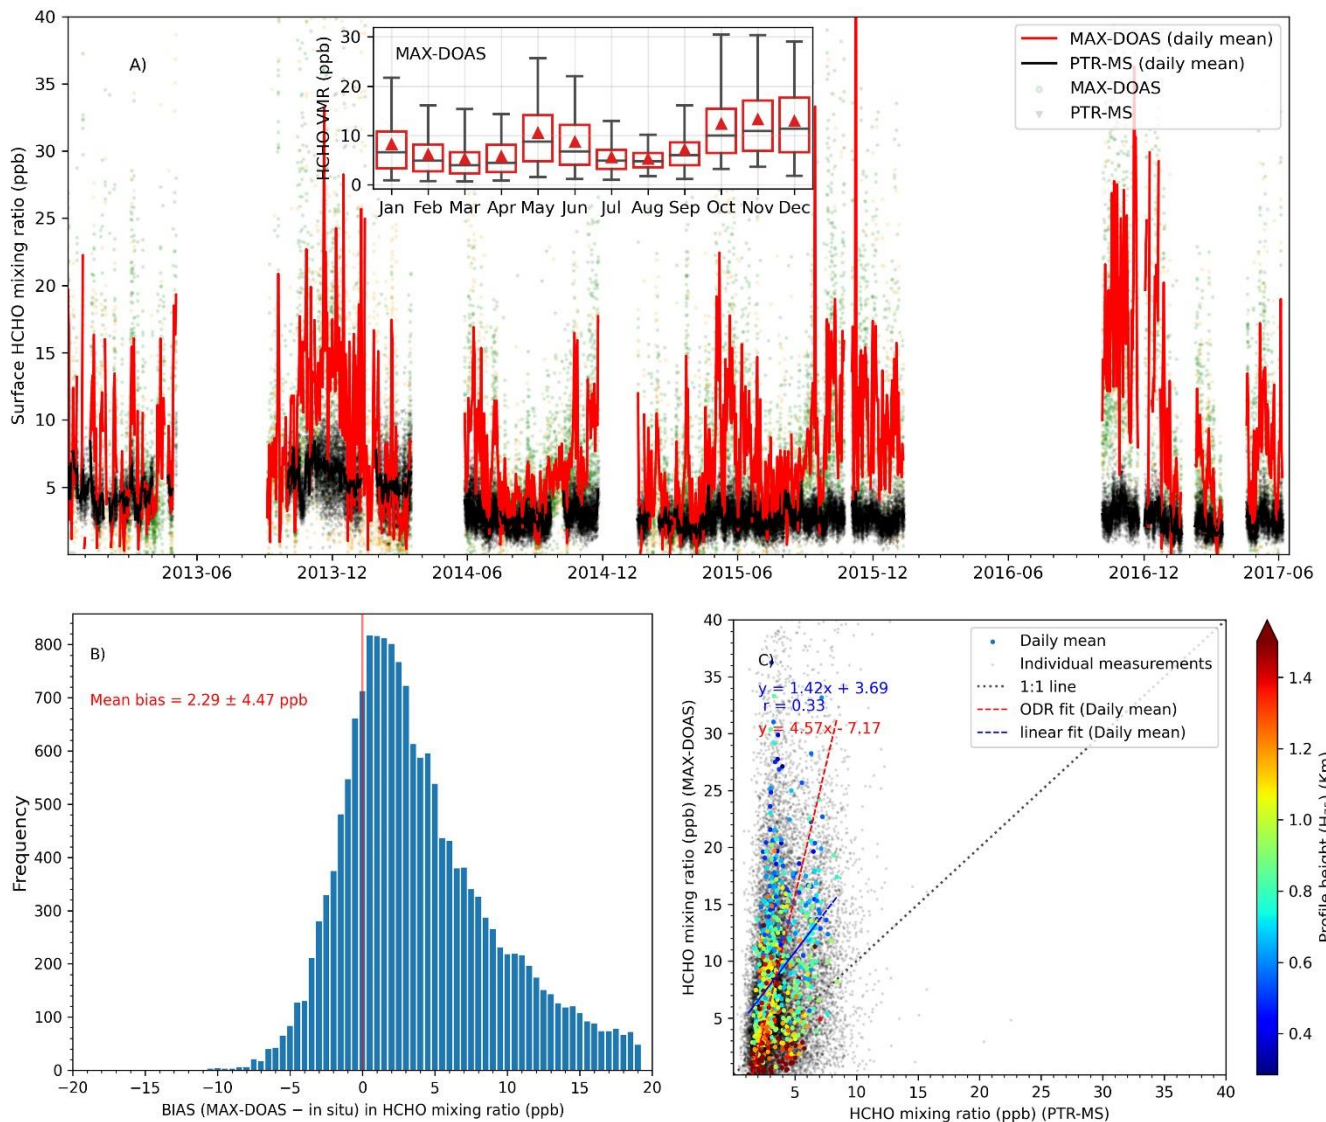 40
35
30
25
20
15
10
5
Surface HCHO mixing ratio (ppb)
A)
MAX-DOAS (daily mean)
PTR-MS (daily mean)
MAX-DOAS
PTR-MS
MAX-DOAS
HCHO VMR (ppb)
30
20
10
0
Jan Feb Mar Apr May Jun Jul Aug Sep Oct Nov Dec
2013-06 2013-12 2014-06 2014-12 2015-06 2015-12 2016-06 2016-12 2017-06
B)
Mean bias = 2.29 ± 4.47 ppb
Frequency
800
700
600
500
400
300
200
100
0
−20 −15 −10 −5 0 5 10 15 20
BIAS (MAX-DOAS − in situ) in HCHO mixing ratio (ppb)
C)
y = 1.42x + 3.69
r = 0.33
y = 4.57x - 7.17
Daily mean
Individual measurements
1:1 line
ODR fit (Daily mean)
linear fit (Daily mean)
HCHO mixing ratio (ppb) (MAX-DOAS)
40
35
30
25
20
15
10
5
5 10 15 20 25 30 35 40
HCHO mixing ratio (ppb) (PTR-MS)
1.4
1.2
1.0
0.8
0.6
0.4
Profile height (Km)